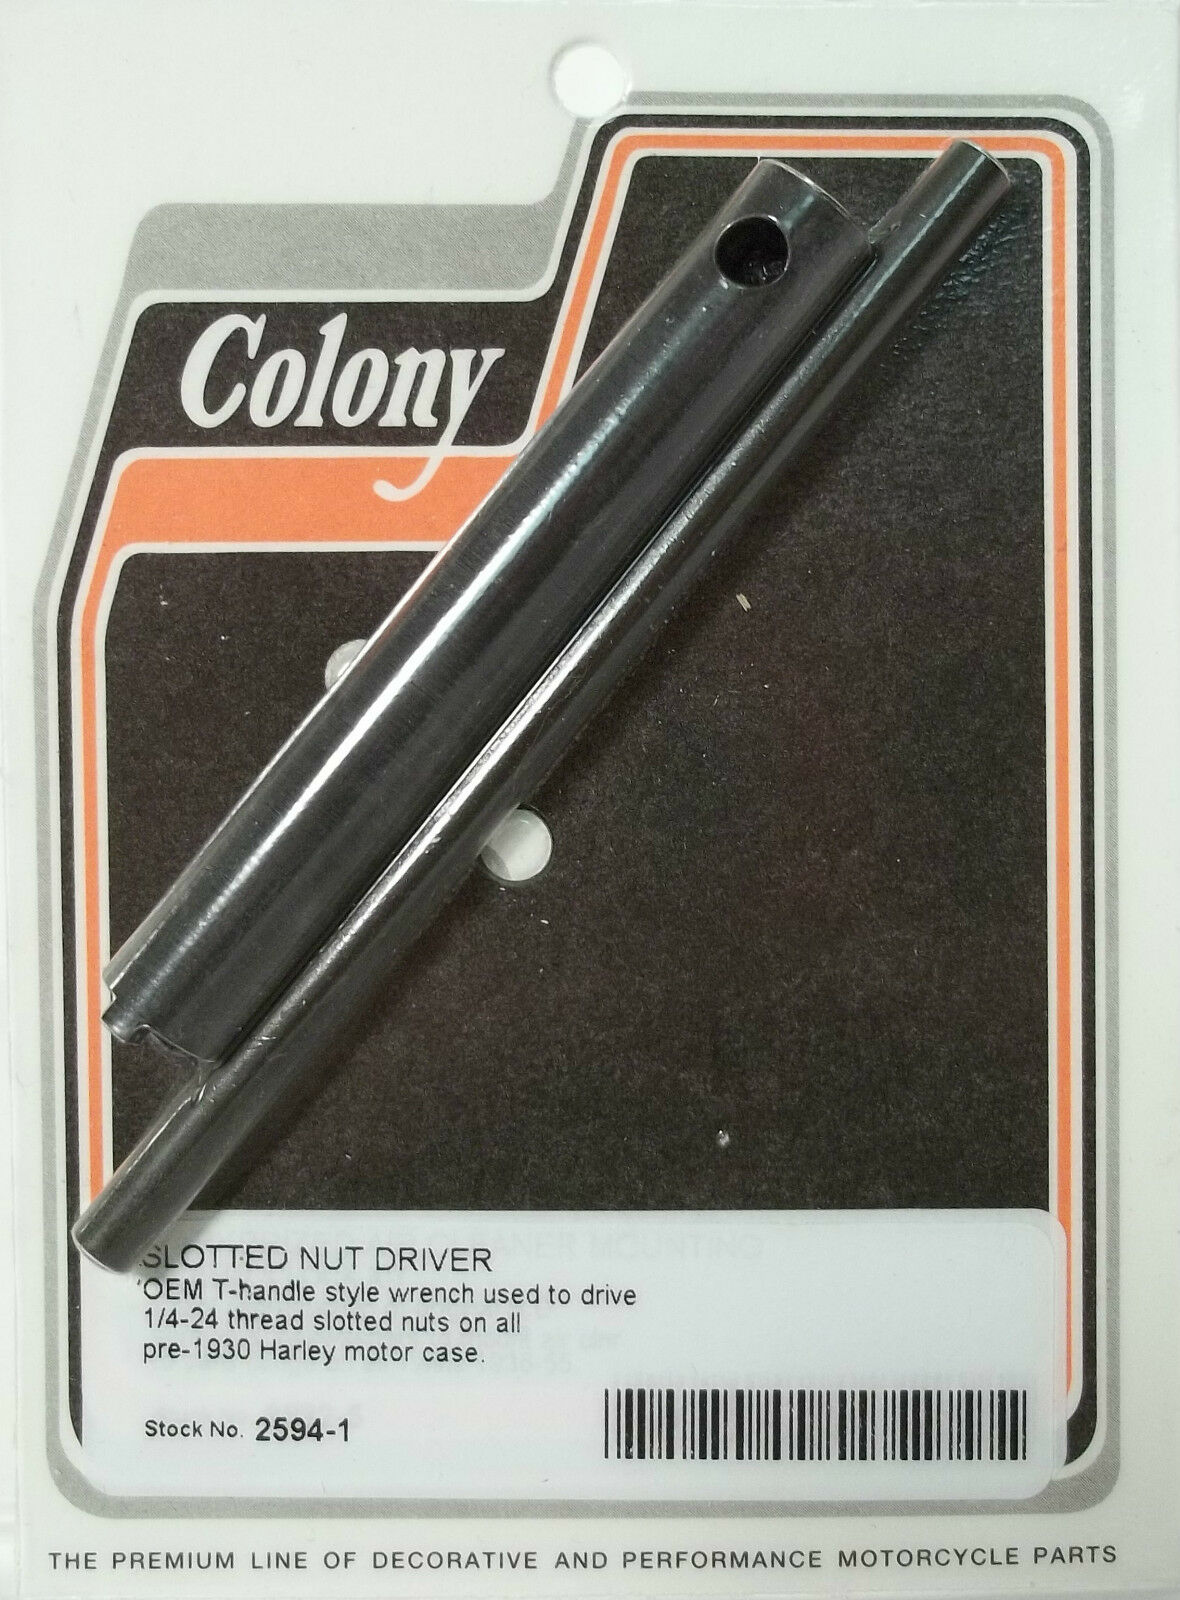 Colony
SLOTTED NUT DRIVER
OEM T-handle style wrench used to drive
1/4-24 thread slotted nuts on all
pre-1930 Harley motor case.
Stock No. 2594-1
THE PREMIUM LINE OF DECORATIVE AND PERFORMANCE MOTORCYCLE PARTS